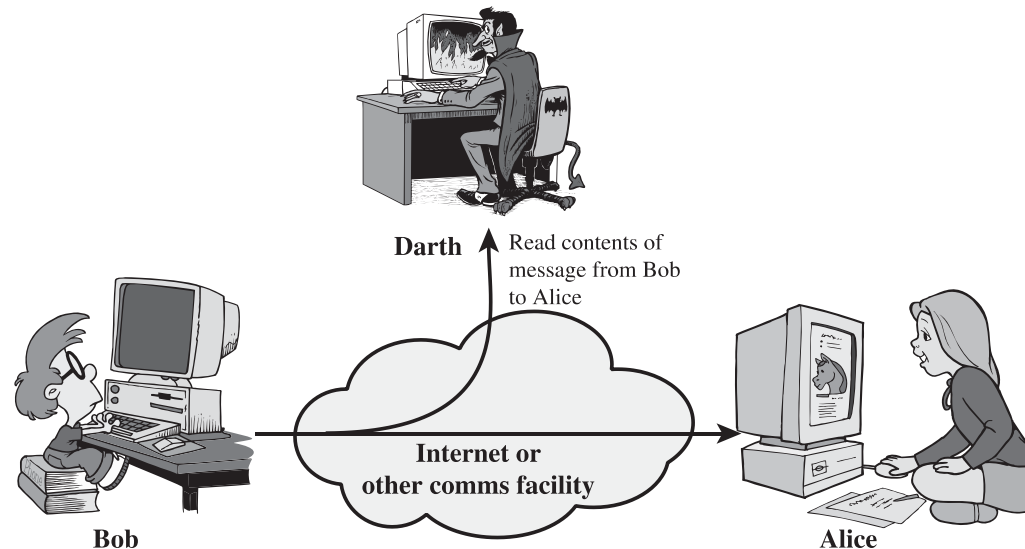 Darth
Read contents of
message from Bob
to Alice
Internet or
other comms facility
Bob
Alice